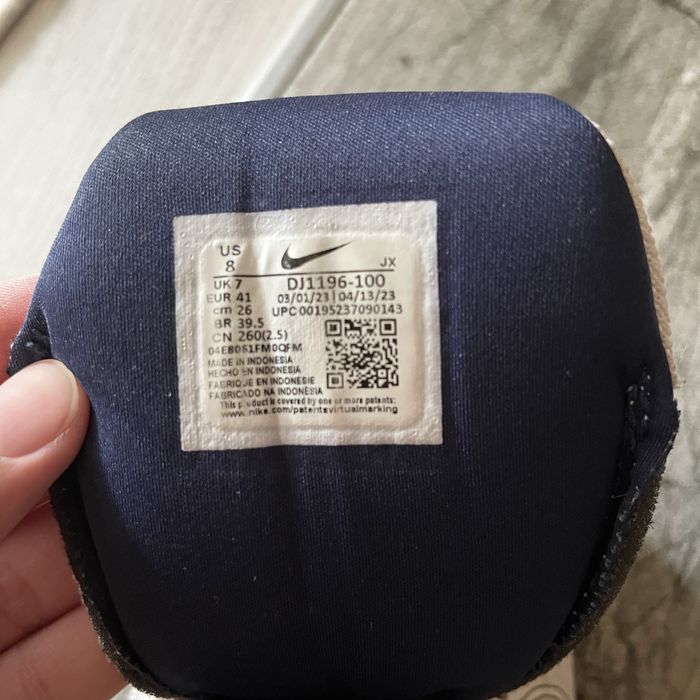 US
8
JX
UK 7
DJ1196-100
EUR 41
03/01/23 | 04/13/23
cm 26
UPC 00195237090143
BR 39.5
CN 260(2.5)
04E80S1FM0QFM
MADE IN INDONESIA
HECHO EN INDONESIA
FABRIQUE EN INDONESIE
FABRICADO NA INDONÉSIA
This product is covered by one or more patents:
www.nike.com/patentsvirtualmarking